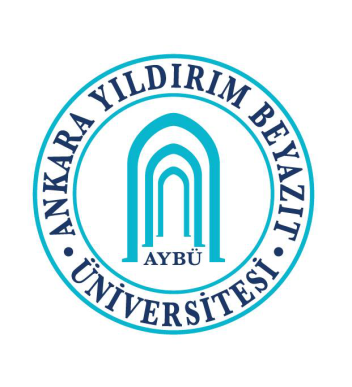 ANKARA YILDIRIM BEYAZIT
• ÜNİVERSİTESİ •
AYBÜ